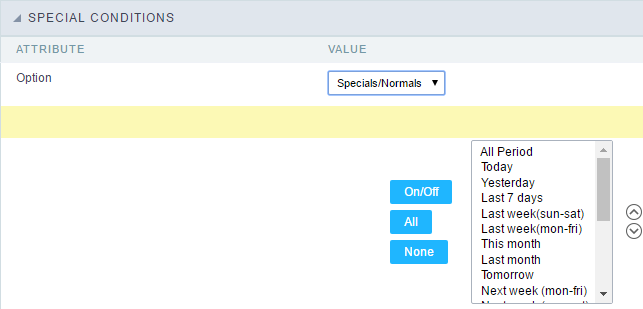 SPECIAL CONDITIONS
ATTRIBUTE VALUE
Option Specials/Normals
All Period
Today
Yesterday
On/Off
Last 7 days
Last week(sun-sat)
All
Last week(mon-fri)
This month
None
Last month
Tomorrow
Next week (mon-fri)